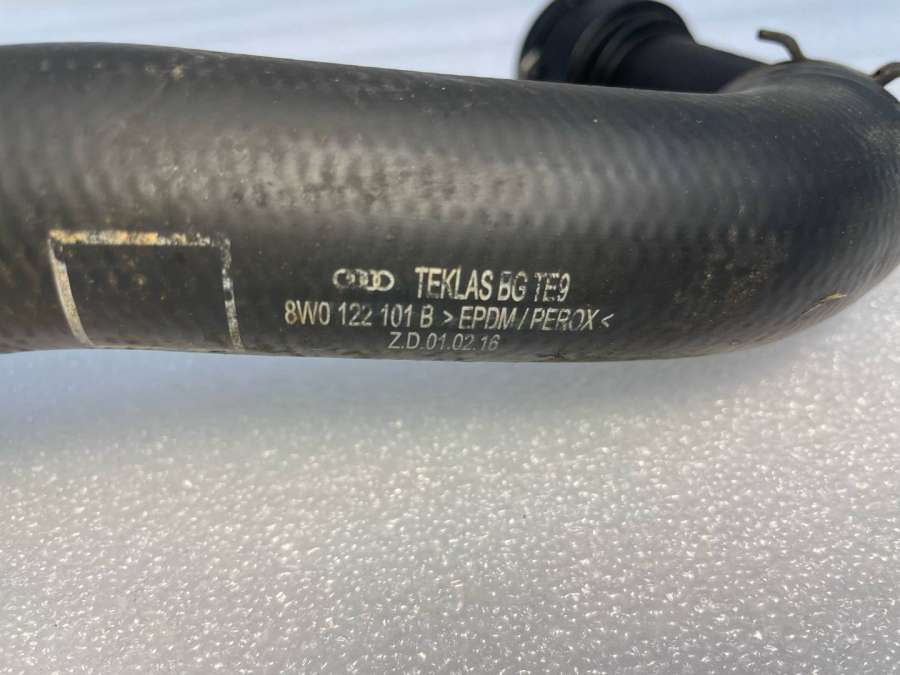 TEKLAS BG TE9
8W0 122 101 B >EPDM/PEROX<
Z.D.01.02.16